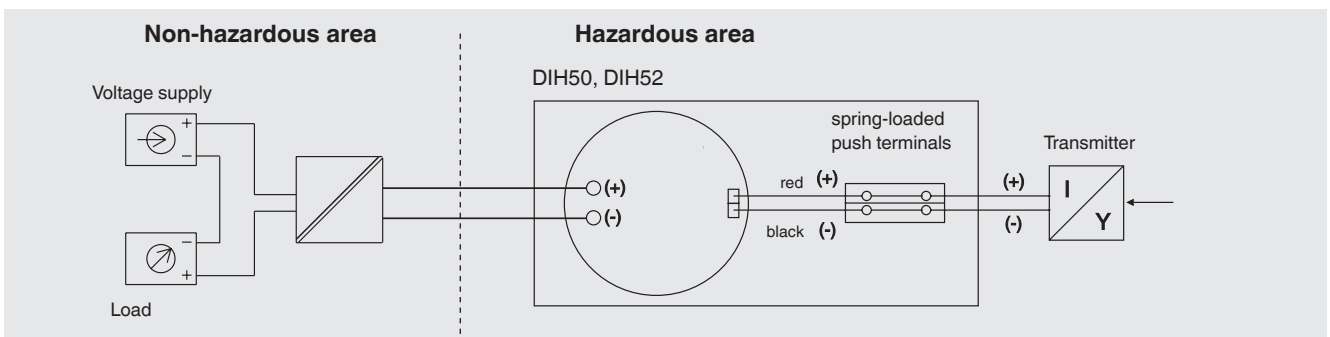 Non-hazardous area
Hazardous area
DIH50, DIH52
Voltage supply
+
−
−
+
Load
(+)
(-)
red (+)
black (-)
spring-loaded
push terminals
(+)
(-)
Transmitter
I
Y